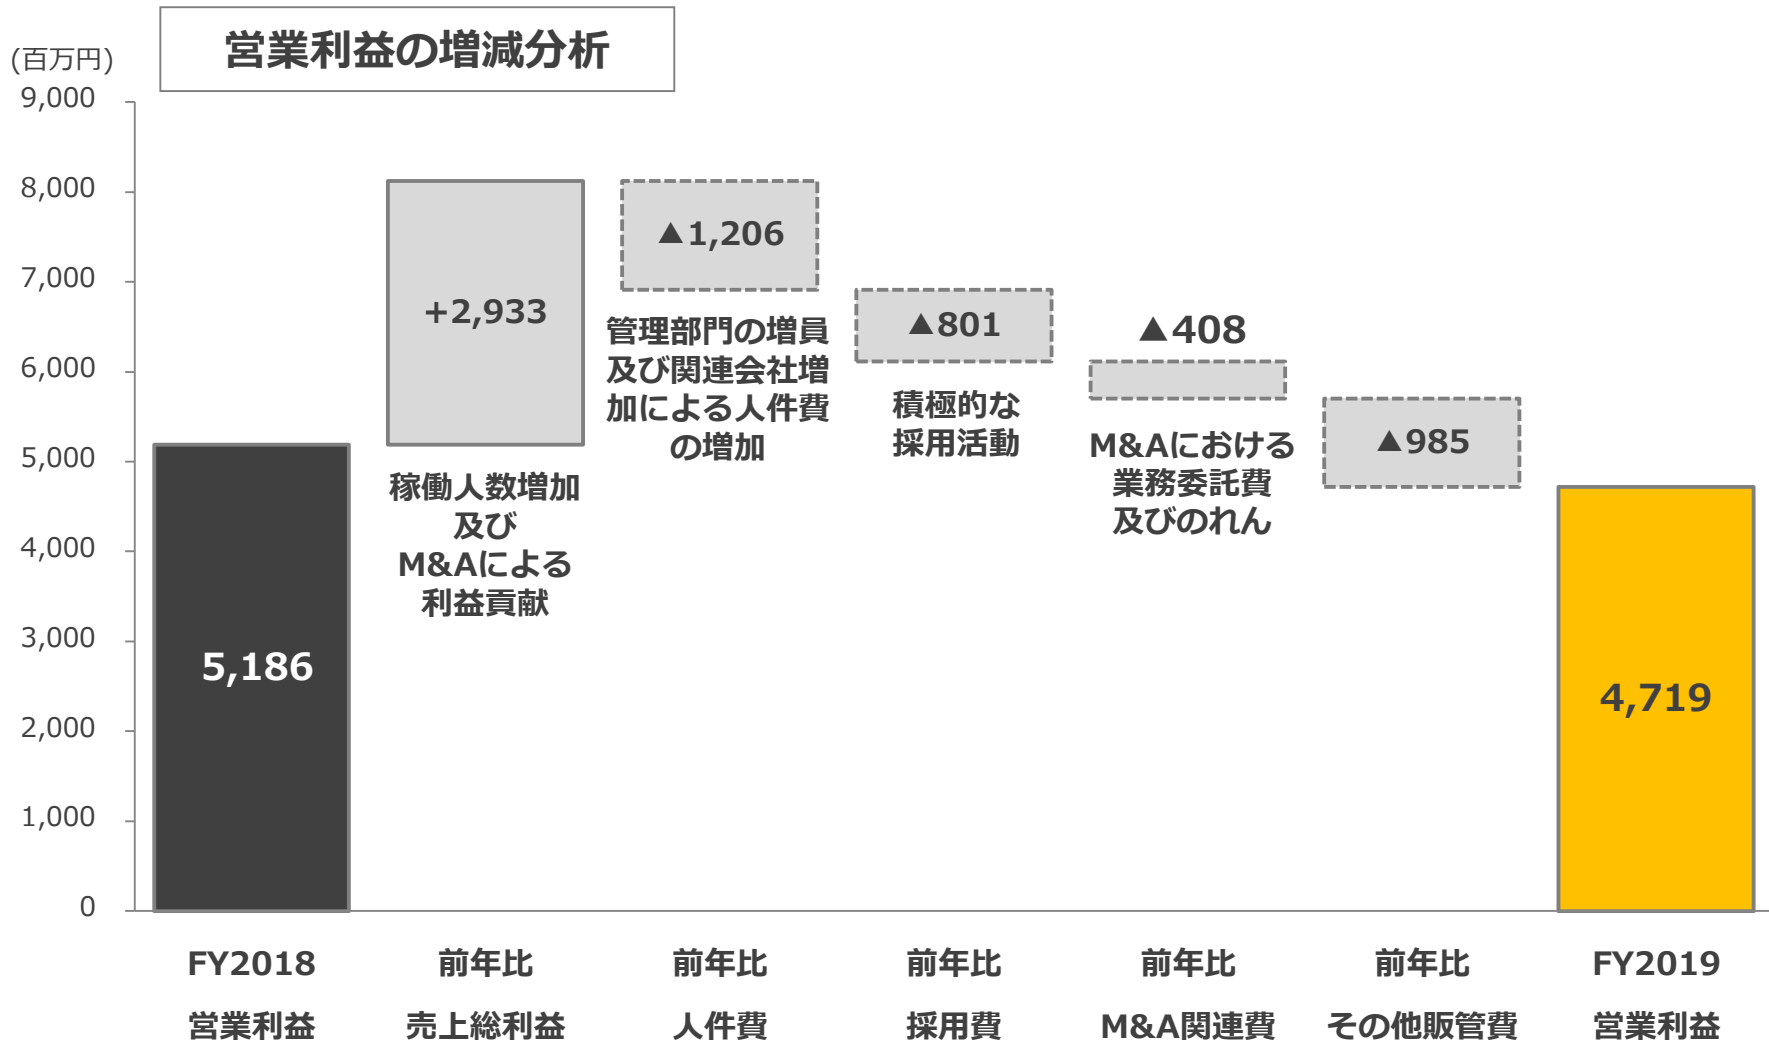 営業利益の増減分析
(百万円)
9,000
8,000
7,000
6,000
5,000
4,000
3,000
2,000
1,000
0
5,186
+2,933
稼働人数増加
及び
M&Aによる
利益貢献
▲1,206
管理部門の増員
及び関連会社増
加による人件費
の増加
▲801
積極的な
採用活動
▲408
M&Aにおける
業務委託費
及びのれん
▲985
4,719
FY2018
営業利益
前年比
売上総利益
前年比
人件費
前年比
採用費
前年比
M&A関連費
前年比
その他販管費
FY2019
営業利益